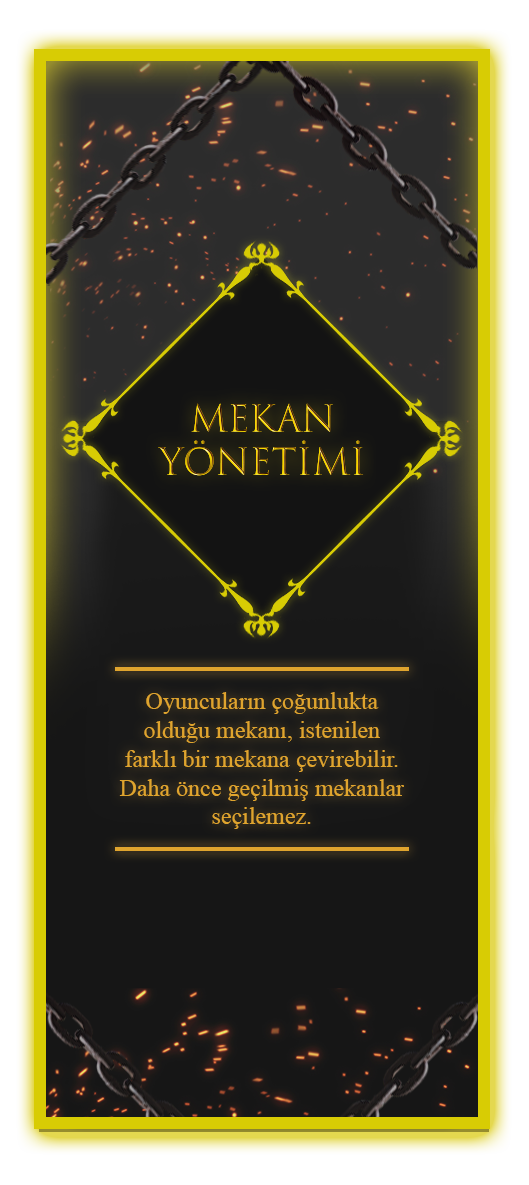 MEKAN
YÖNETİMİ
Oyuncuların çoğunlukta
olduğu mekanı, istenilen
farklı bir mekana çevirebilir.
Daha önce geçilmiş mekanlar
seçilemez.